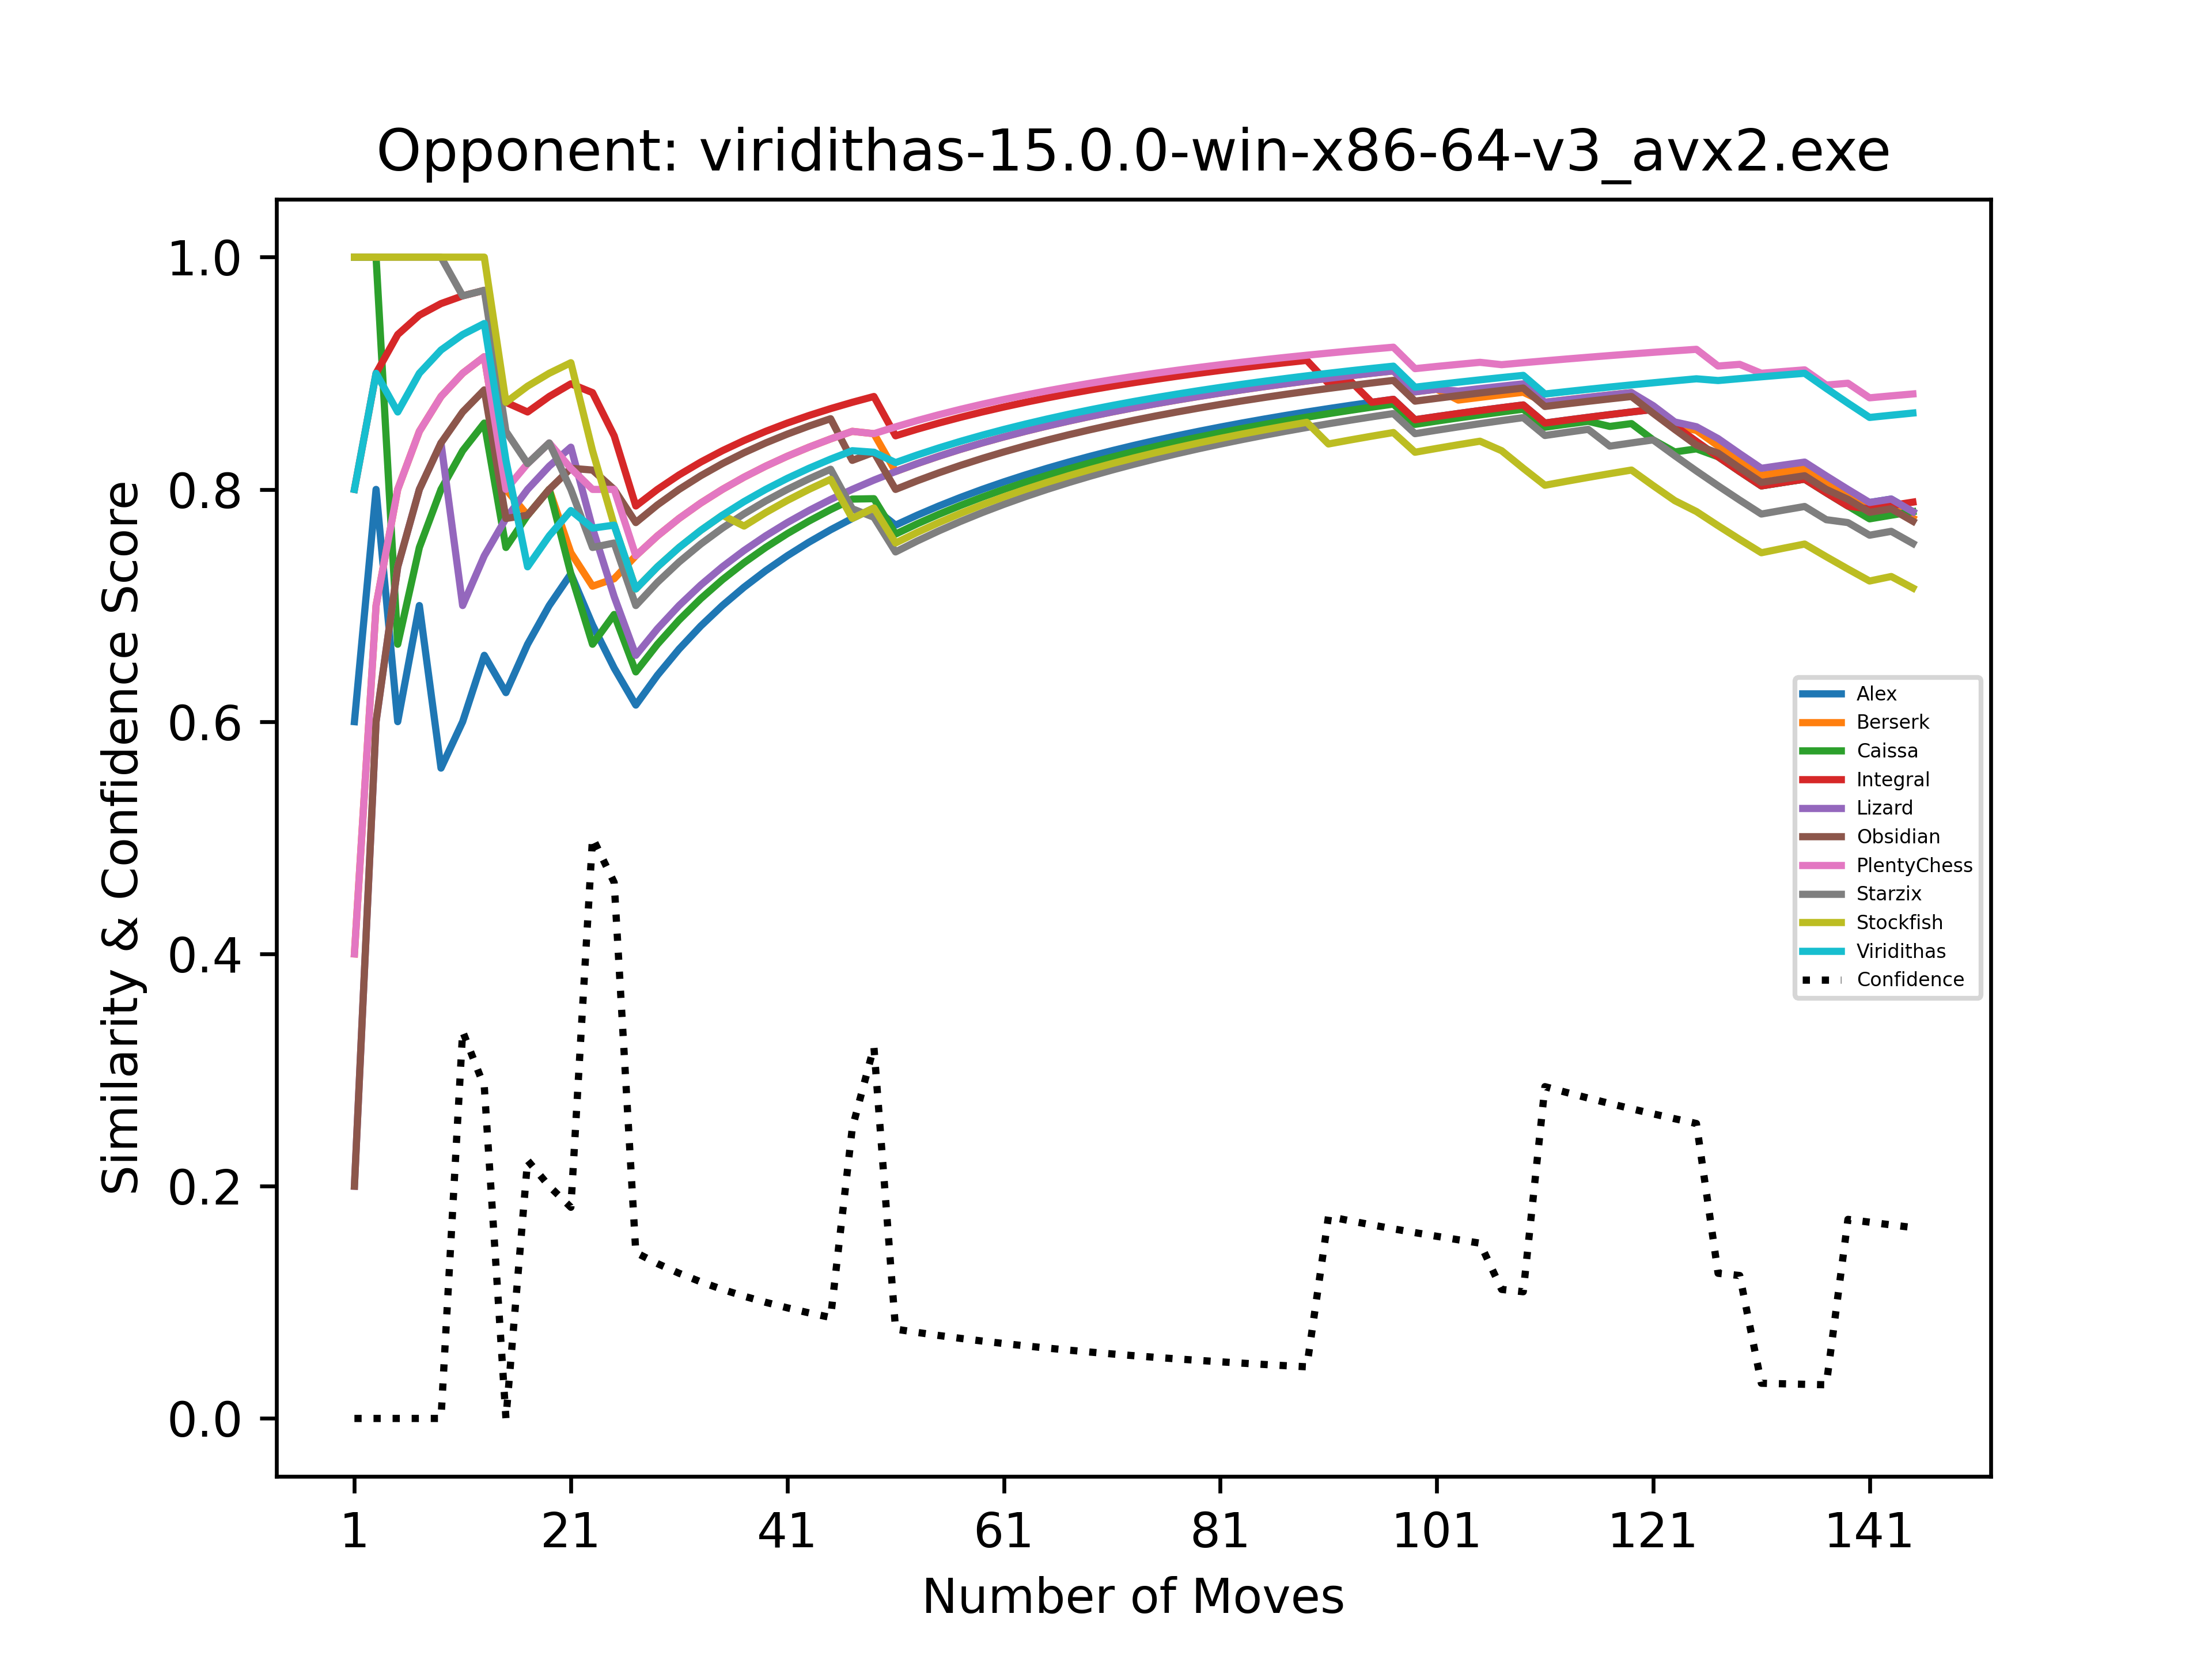 Opponent: viridithas-15.0.0-win-x86-64-v3_avx2.exe
Similarity & Confidence Score
1.0
0.8
0.6
0.4
0.2
0.0
Alex
Berserk
Caissa
Integral
Lizard
Obsidian
PlentyChess
Starzix
Stockfish
Viridithas
Confidence
1 21 41 61 81 101 121 141
Number of Moves